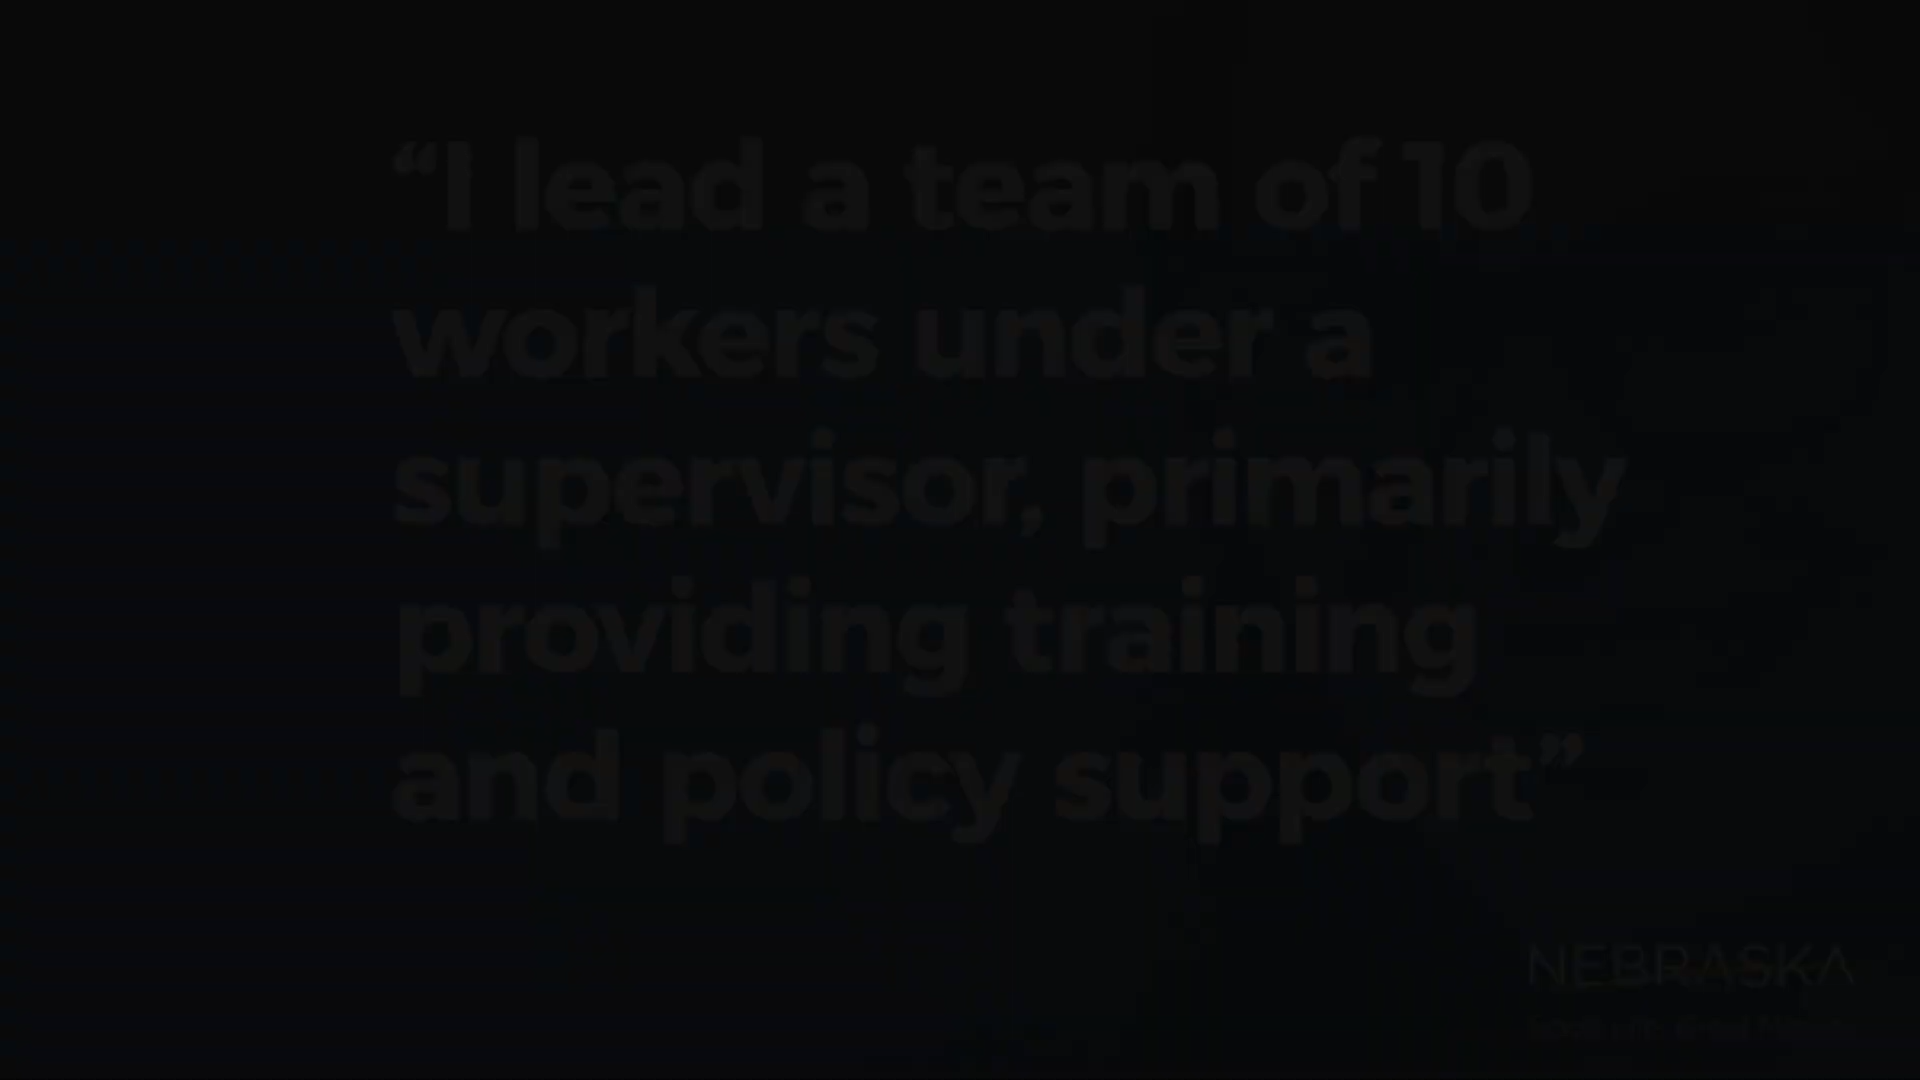 “I lead a team of 10
workers under a
supervisor, primarily
providing training
and policy support”
NEBRASKA